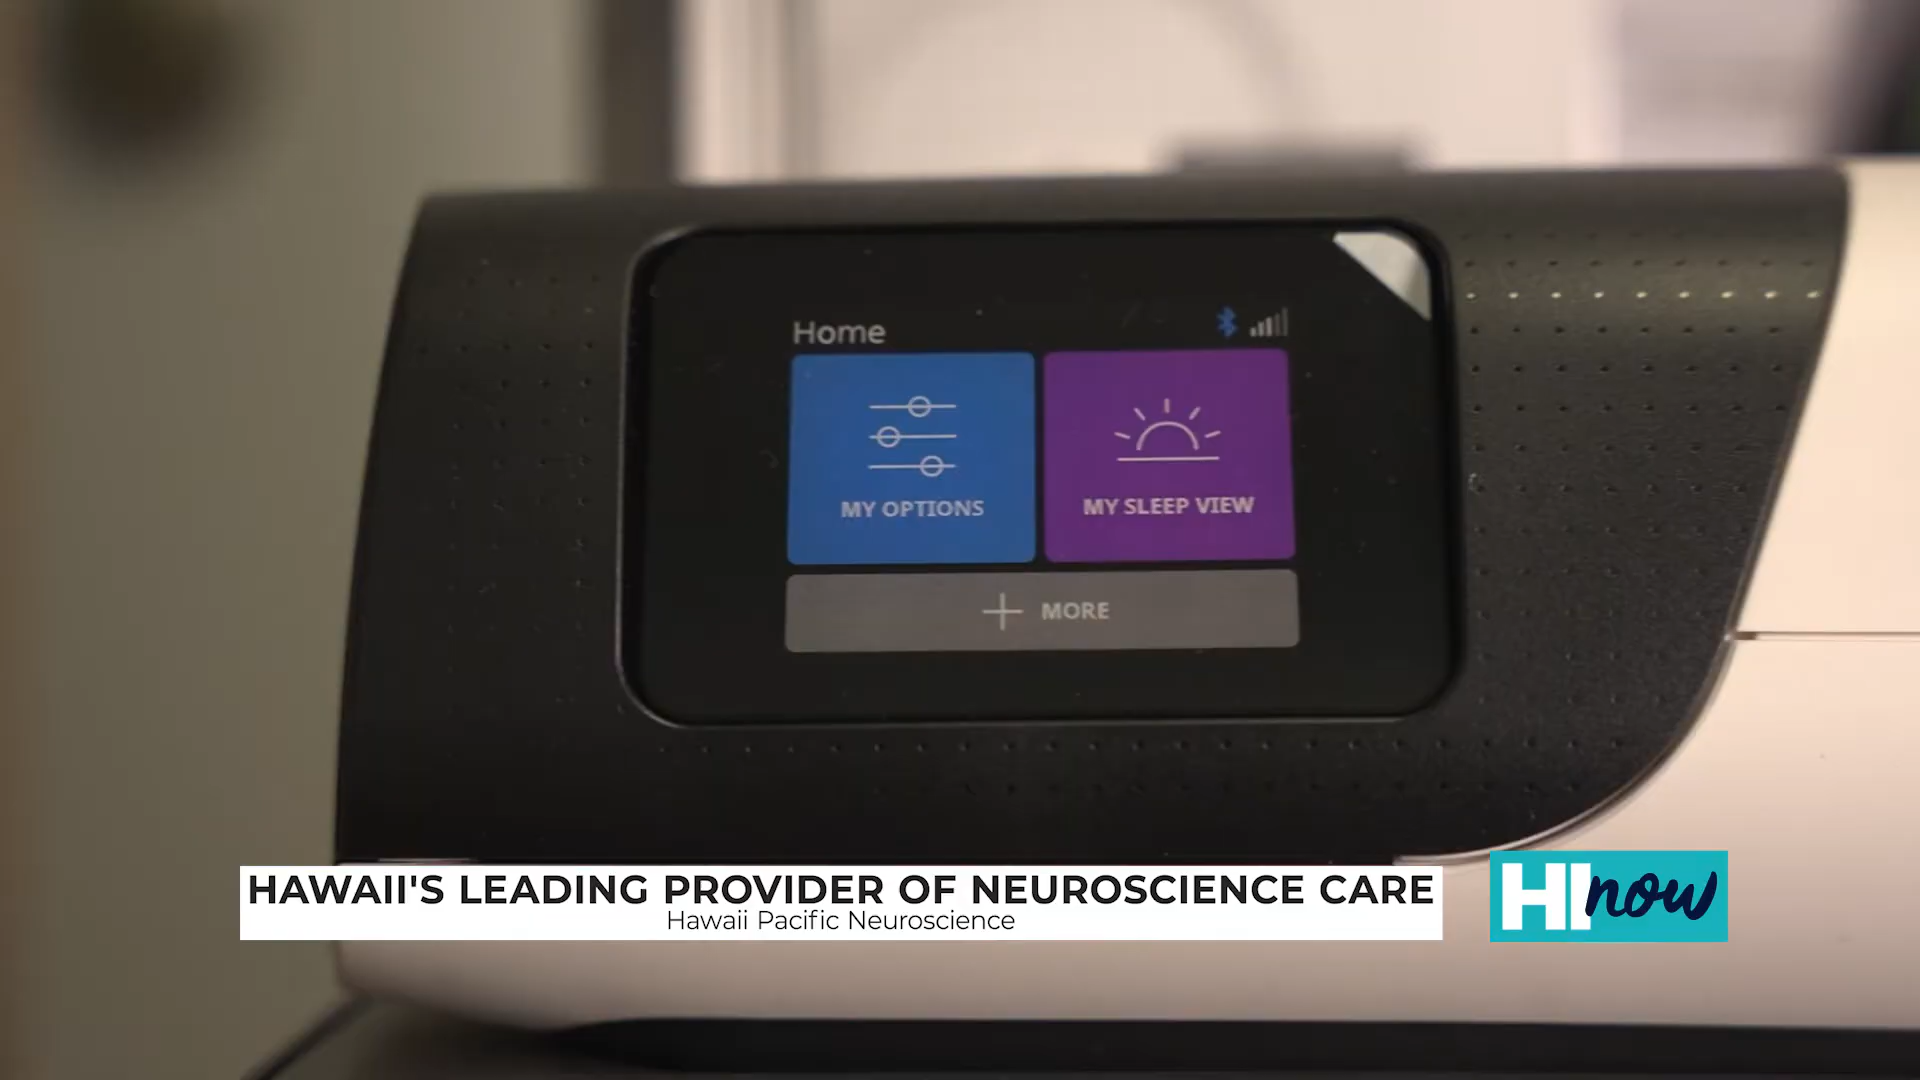 Home
MY OPTIONS
MY SLEEP VIEW
MORE
HAWAII'S LEADING PROVIDER OF NEUROSCIENCE CARE
Hawaii Pacific Neuroscience
HI now